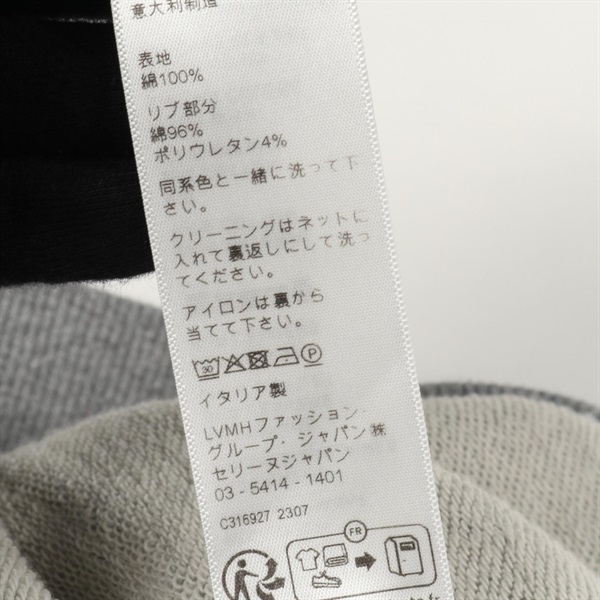 意大利制造
表地
綿100%
リブ部分
綿96%
ポリウレタン4%
同系色と一緒に洗って下
さい。
クリーニングはネットに
入れて裏返しにして洗っ
てください。
アイロンは裏から
当てて下さい。
30 P
イタリア製
LVMHファッション
グループ・ジャパン㈱
セリーヌジャパン
03-5414-1401
C316927 2307
FR